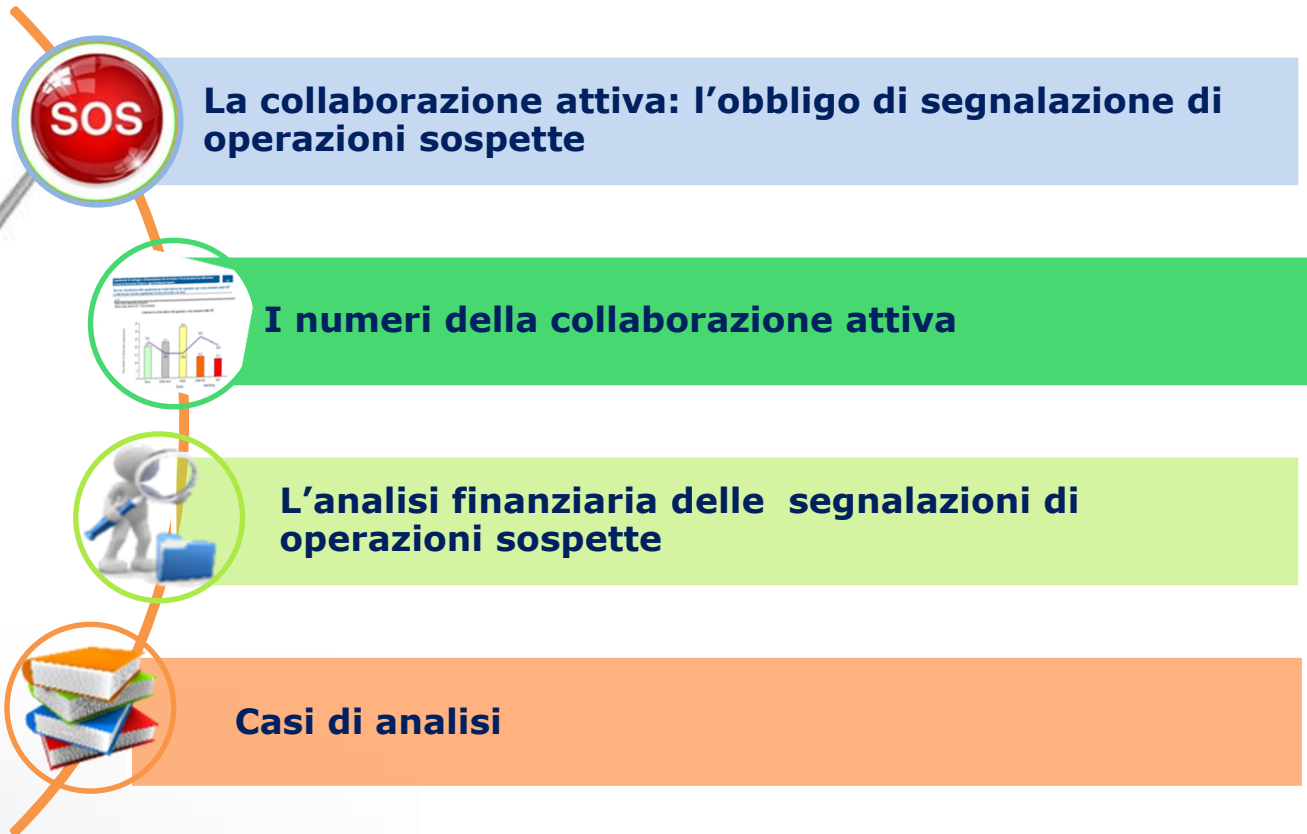 SOS
La collaborazione attiva: l’obbligo di segnalazione di
operazioni sospette
I numeri della collaborazione attiva
L’analisi finanziaria delle  segnalazioni di
operazioni sospette
Casi di analisi